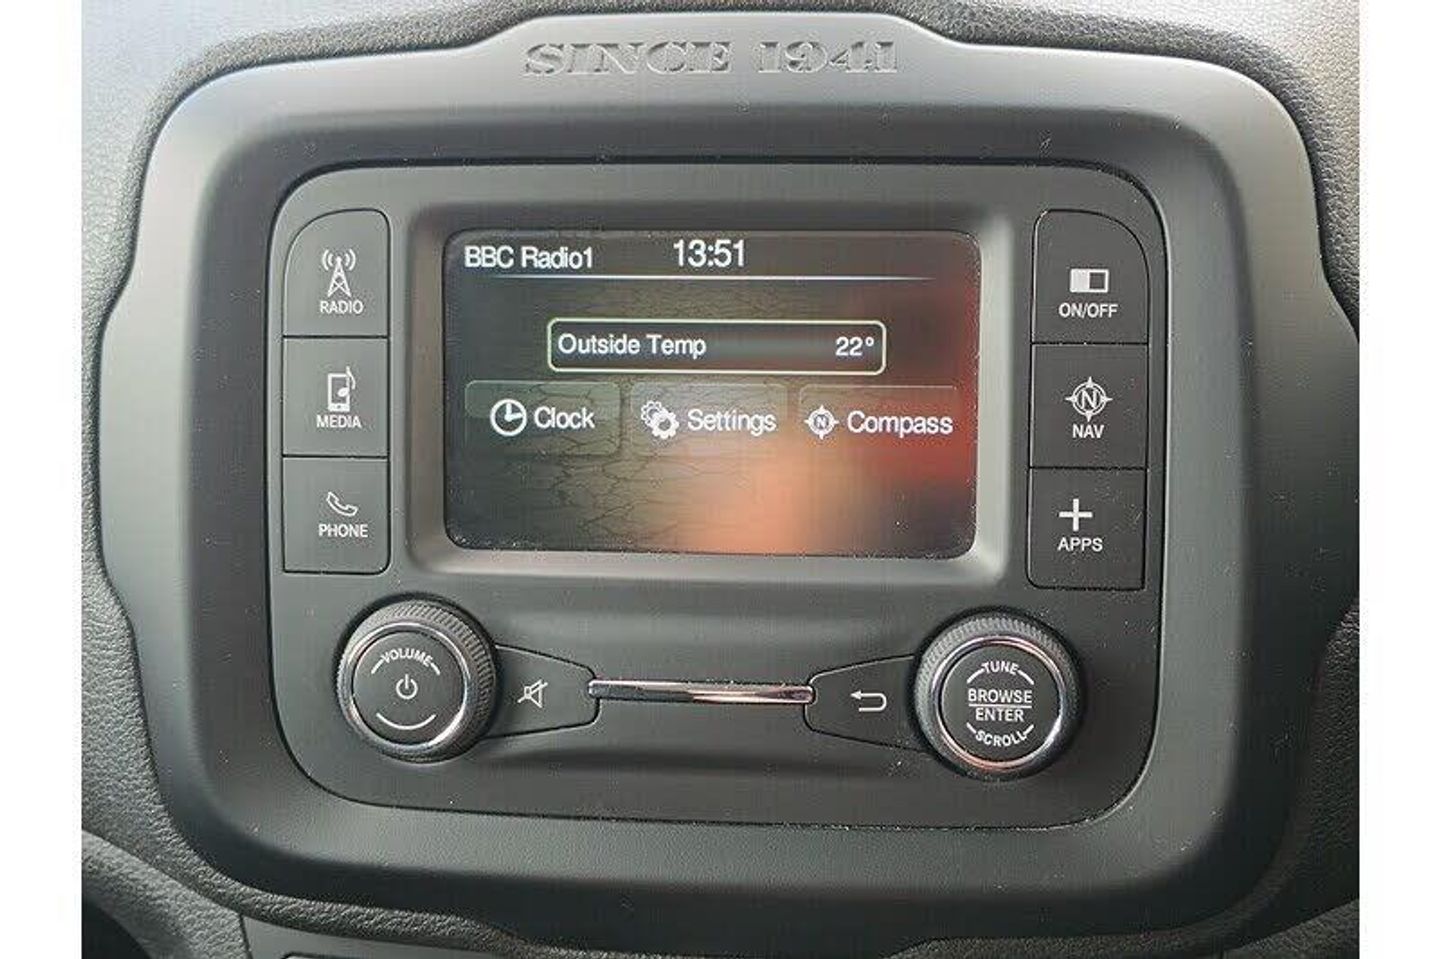 SINCE 1941
BBC Radio1 13:51
Outside Temp 22°
Clock Settings Compass
RADIO
MEDIA
PHONE
ON/OFF
N
NAV
APPS
VOLUME
TUNE
BROWSE
ENTER
SCROLL